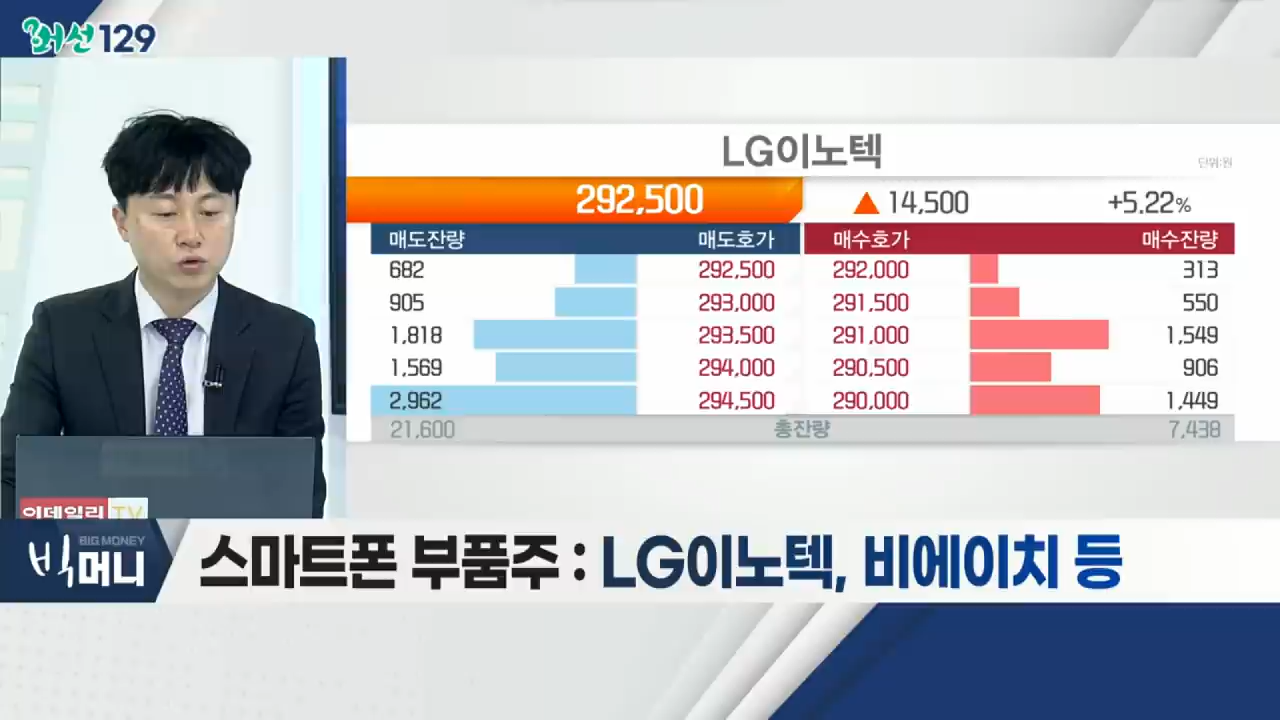 머선129
LG이노텍
단위:원
292,500 ▲ 14,500 +5.22%
매도잔량 매도호가 매수호가 매수잔량
682 292,500 292,000 313
905 293,000 291,500 550
1,818 293,500 291,000 1,549
1,569 294,000 290,500 906
2,962 294,500 290,000 1,449
21,600 총잔량 7,438
이데일리TV
BIG MONEY
빅머니
스마트폰 부품주 : LG이노텍, 비에이치 등